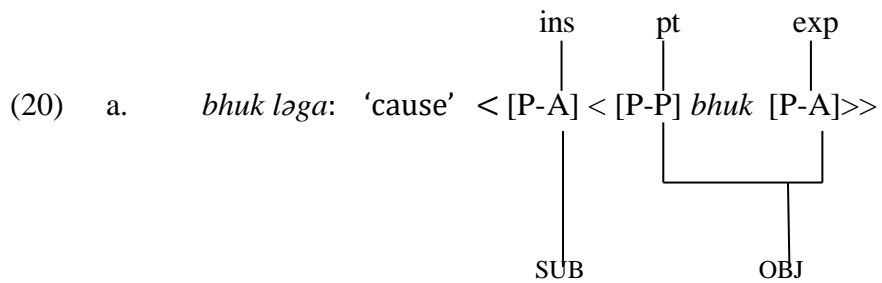 ins pt exp
(20) a. bhuk ləga: ‘cause’ < [P-A] < [P-P] bhuk [P-A]>>
SUB OBJ